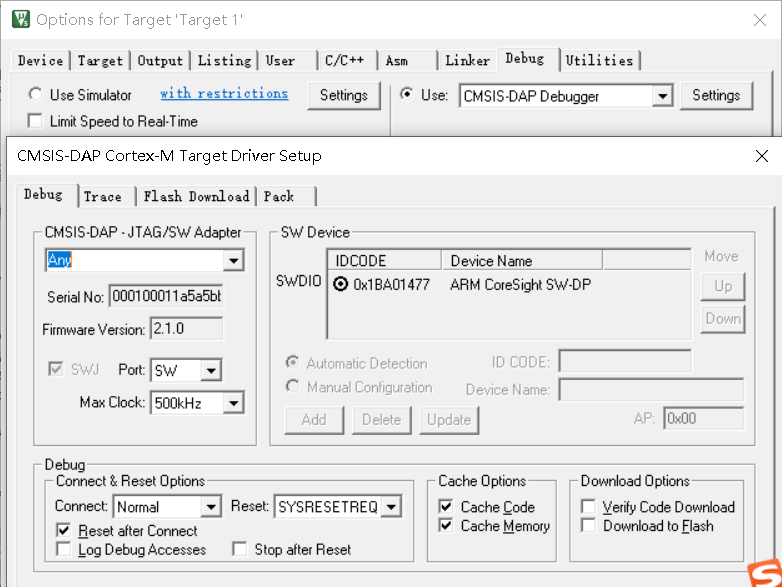 Options for Target 'Target 1'
Device Target Output Listing User C/C++ Asm Linker Debug Utilities
Use Simulator with restrictions Settings Use: CMSIS-DAP Debugger Settings
Limit Speed to Real-Time
CMSIS-DAP Cortex-M Target Driver Setup
Debug Trace Flash Download Pack
CMSIS-DAP - JTAG/SW Adapter
Any
Serial No: 000100011a5a5bb
Firmware Version: 2.1.0
SWJ Port: SW
Max Clock: 500kHz
SW Device
IDCODE Device Name Move
SWDIO 0x1BA01477 ARM CoreSight SW-DP Up
Down
Automatic Detection ID CODE:
Manual Configuration Device Name:
Add Delete Update AP: 0x00
Debug
Connect & Reset Options
Connect: Normal Reset: SYSRESETREQ
Reset after Connect
Log Debug Accesses Stop after Reset
Cache Options
Cache Code
Cache Memory
Download Options
Verify Code Download
Download to Flash